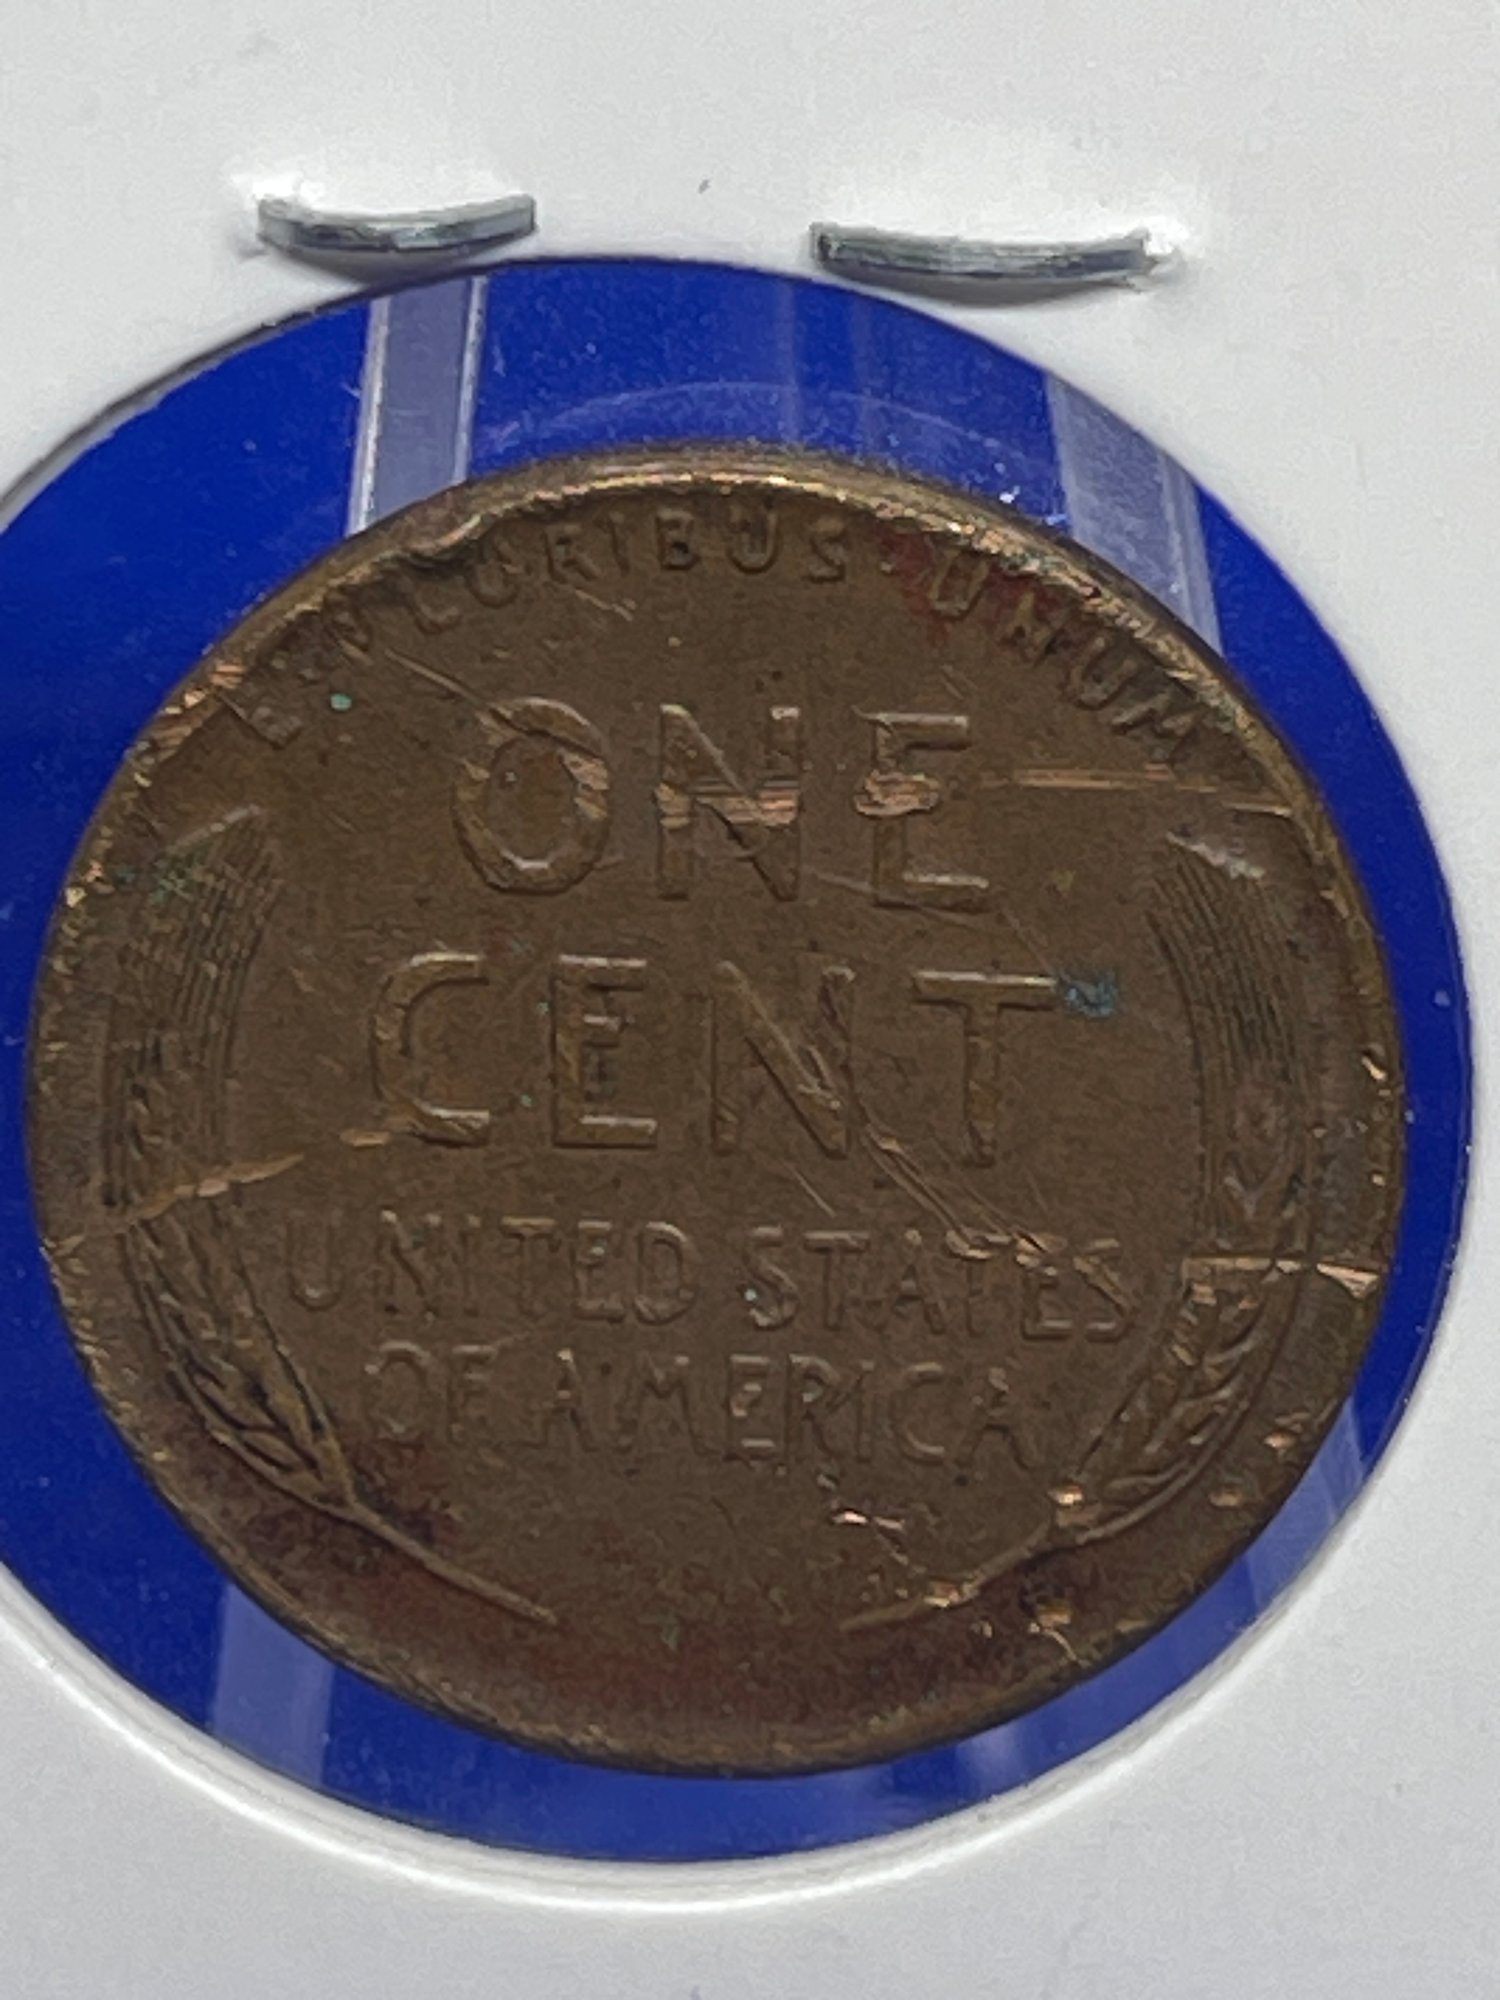 E PLURIBUS · UNUM
ONE
CENT
UNITED STATES
OF AMERICA